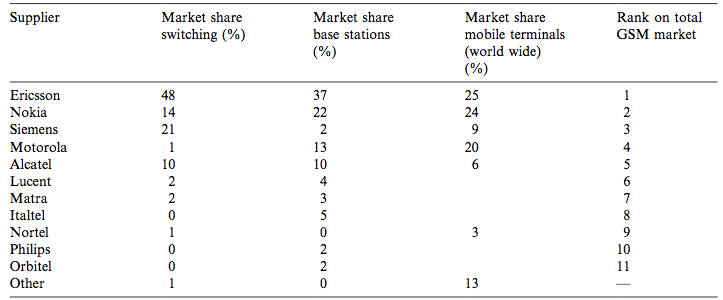 Supplier Market share Market share Market share Rank on total
switching (%) base stations mobile terminals GSM market
(%) (world wide)
(%)
Ericsson 48 37 25 1
Nokia 14 22 24 2
Siemens 21 2 9 3
Motorola 1 13 20 4
Alcatel 10 10 6 5
Lucent 2 4 6
Matra 2 3 7
Italtel 0 5 8
Nortel 1 0 3 9
Philips 0 2 10
Orbitel 0 2 11
Other 1 0 13 —